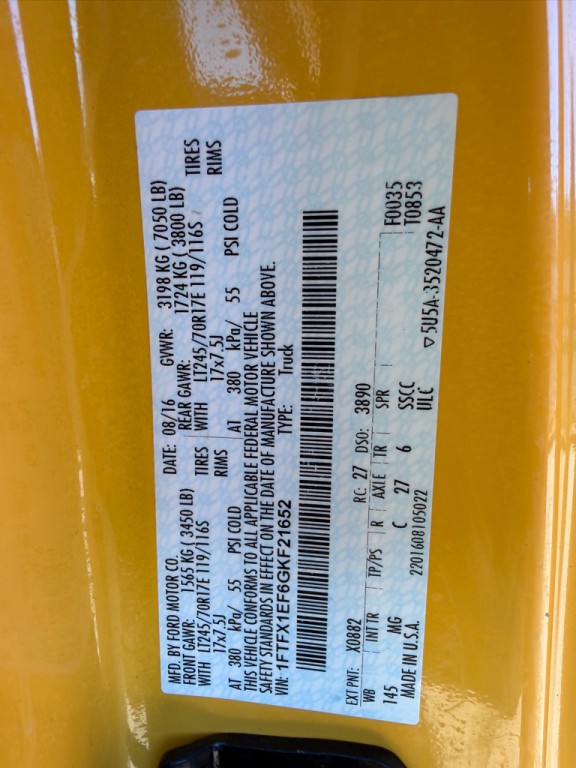 MFD. BY FORD MOTOR CO.
DATE: 08/16 GVWR: 3198 KG ( 7050 LB)
FRONT GAWR: 1565 KG ( 3450 LB) REAR GAWR: 1724 KG ( 3800 LB)
WITH LT245/70R17E 119/116S TIRES WITH LT245/70R17E 119/116S TIRES
17x7.5J RIMS 17x7.5J RIMS
AT 380 kPa/ 55 PSI COLD AT 380 kPa/ 55 PSI COLD
THIS VEHICLE CONFORMS TO ALL APPLICABLE FEDERAL MOTOR VEHICLE
SAFETY STANDARDS IN EFFECT ON THE DATE OF MANUFACTURE SHOWN ABOVE.
VIN: 1FTFX1EF6GKF21652 TYPE: Truck
EXT PNT: X0882 RC: 27 DSO: 3890 F0035
WB INT TR TP/PS R AXLE TR SPR T0853
145 MG C 27 6 SSCC
MADE IN U.S.A. 2201608105022 ULC ▽5U5A-3520472-AA